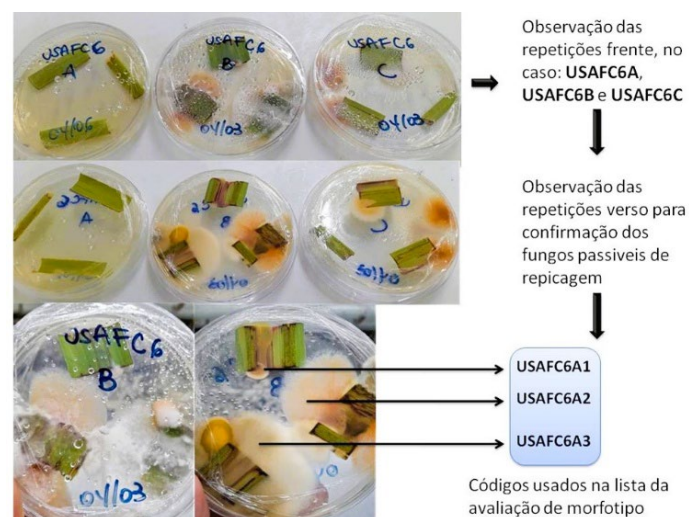 Observação das
repetições frente, no
caso: USAFC6A,
USAFC6B e USAFC6C
USAFC6
A
04/06
USAFC6
B
04/03
USAFC6
C
04/03
Observação das
repetições verso para
confirmação dos
fungos passiveis de
repicagem
A
B
USAFC6
B
04/03
USAFC6A1
USAFC6A2
USAFC6A3
Códigos usados na lista da
avaliação de morfotipo